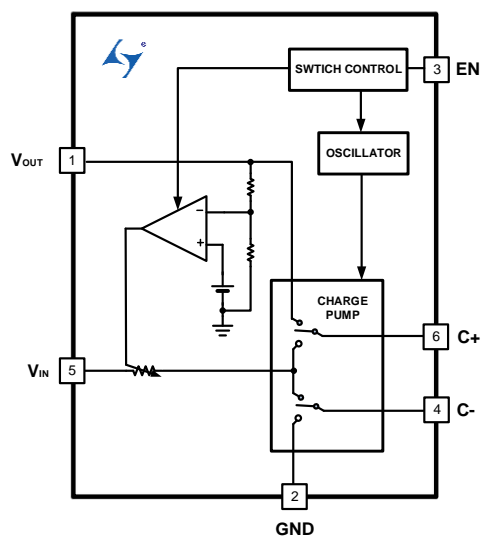 ®
SWTICH CONTROL
3 EN
OSCILLATOR
VOUT 1
−
+
CHARGE
PUMP
6 C+
VIN 5
4 C-
2
GND